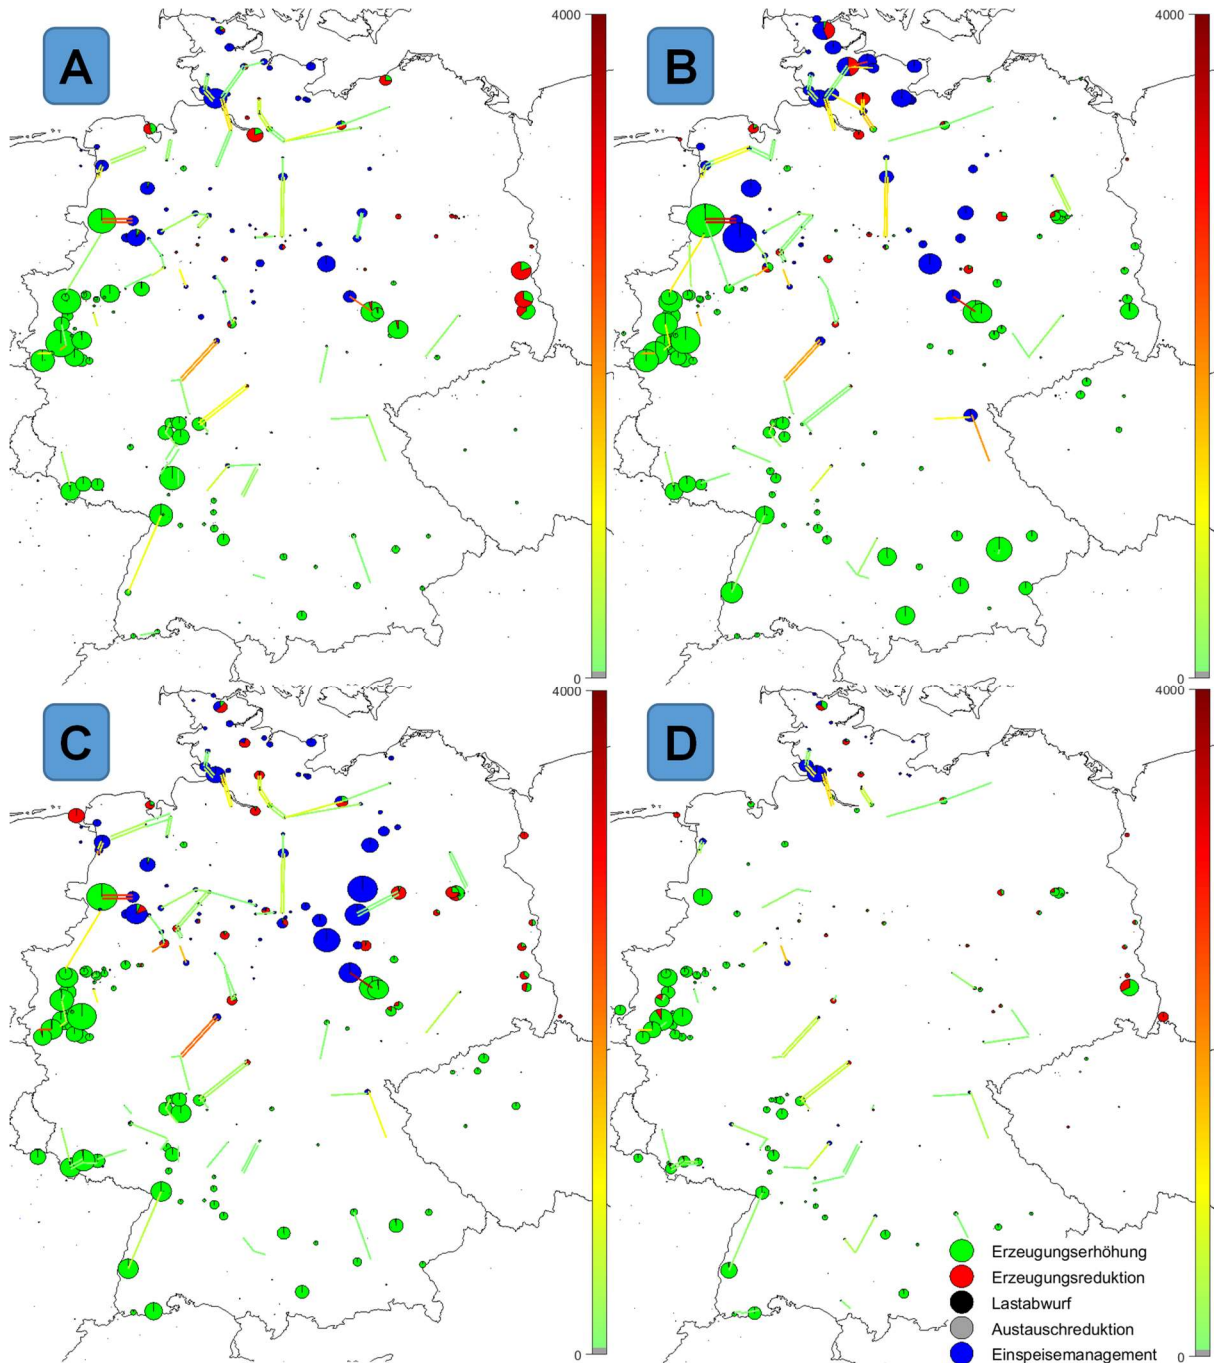 A
4000
0
B
4000
0
C
4000
0
D
4000
0
Erzeugungserhöhung
Erzeugungsreduktion
Lastabwurf
Austauschreduktion
Einspeisemanagement